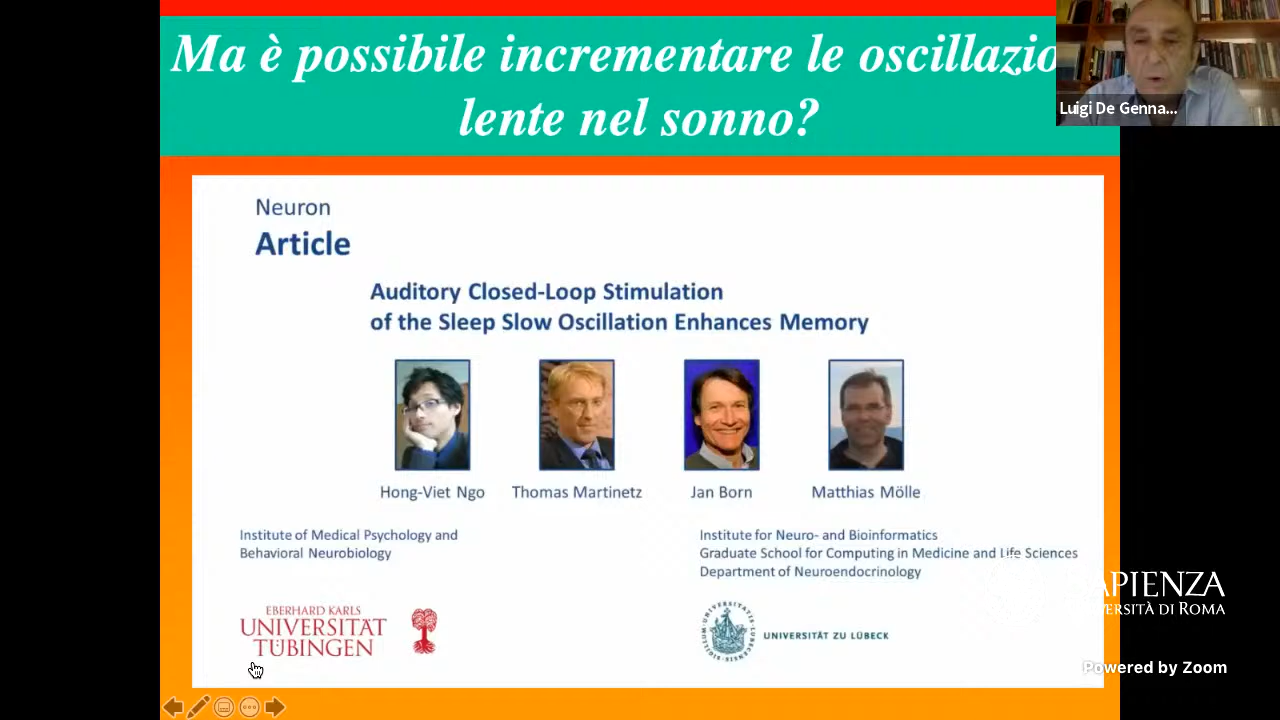 Ma è possibile incrementare le oscillazio
lente nel sonno?
Luigi De Genna...
Neuron
Article
Auditory Closed-Loop Stimulation
of the Sleep Slow Oscillation Enhances Memory
Hong-Viet Ngo
Thomas Martinetz
Jan Born
Matthias Mölle
Institute of Medical Psychology and
Behavioral Neurobiology
Institute for Neuro- and Bioinformatics
Graduate School for Computing in Medicine and Life Sciences
Department of Neuroendocrinology
EBERHARD KARLS
UNIVERSITÄT
TÜBINGEN
UNIVERSITÄT ZU LÜBECK
APIENZA
ERSITÀ DI ROMA
Powered by Zoom